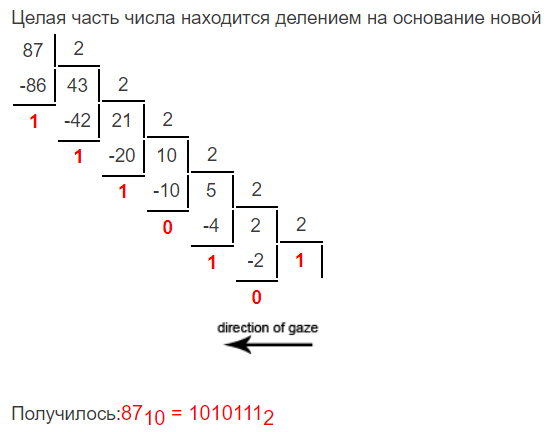 Целая часть числа находится делением на основание новой
87 2
-86 43 2
1 -42 21 2
1 -20 10 2
1 -10 5 2
0 -4 2 2
1 -2 1
0
direction of gaze
Получилось:87₁₀ = 1010111₂